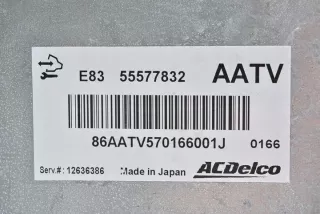 E83 55577832 AATV
86AATV570166001J 0166
Serv.#: 12636386 Made in Japan ACDelco